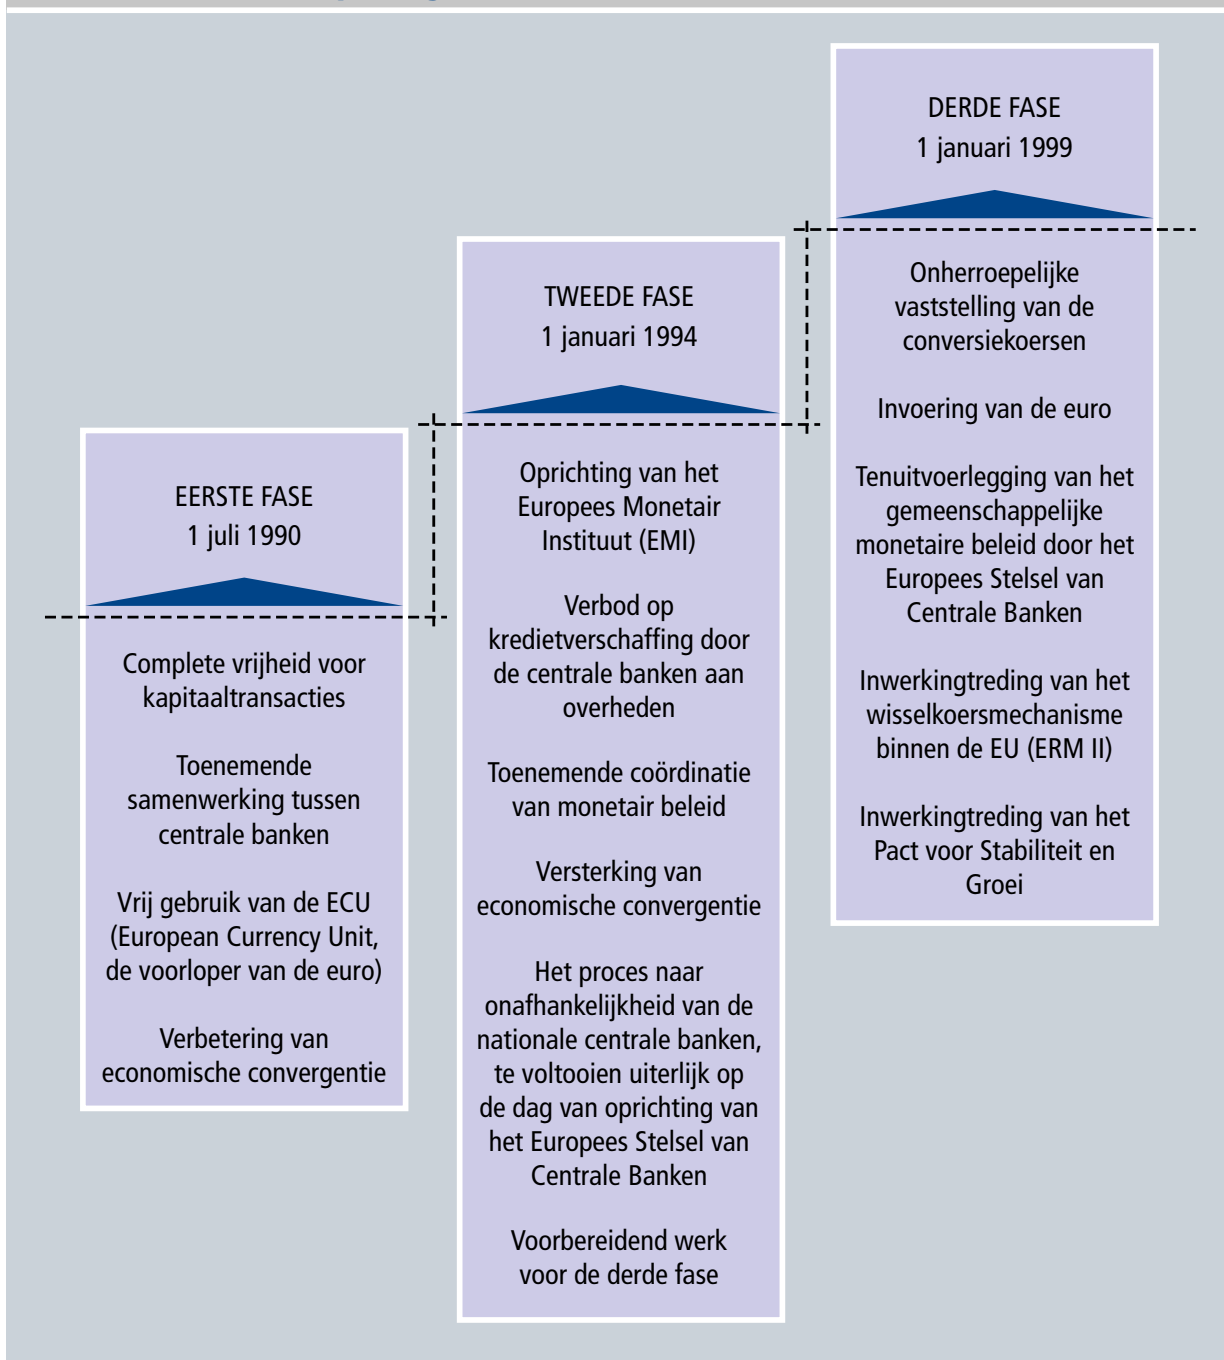 EERSTE FASE
1 juli 1990
Complete vrijheid voor
kapitaaltransacties
Toenemende
samenwerking tussen
centrale banken
Vrij gebruik van de ECU
(European Currency Unit,
de voorloper van de euro)
Verbetering van
economische convergentie
TWEEDE FASE
1 januari 1994
Oprichting van het
Europees Monetair
Instituut (EMI)
Verbod op
kredietverschaffing door
de centrale banken aan
overheden
Toenemende coördinatie
van monetair beleid
Versterking van
economische convergentie
Het proces naar
onafhankelijkheid van de
nationale centrale banken,
te voltooien uiterlijk op
de dag van oprichting van
het Europees Stelsel van
Centrale Banken
Voorbereidend werk
voor de derde fase
DERDE FASE
1 januari 1999
Onherroepelijke
vaststelling van de
conversiekoersen
Invoering van de euro
Tenuitvoerlegging van het
gemeenschappelijke
monetaire beleid door het
Europees Stelsel van
Centrale Banken
Inwerkingtreding van het
wisselkoersmechanisme
binnen de EU (ERM II)
Inwerkingtreding van het
Pact voor Stabiliteit en
Groei